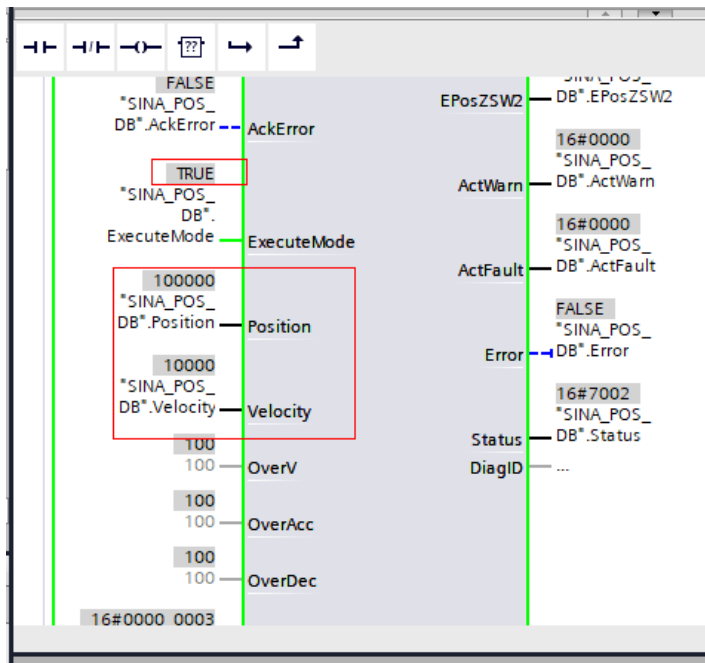 ??
FALSE
"SINA_POS_
DB".AckError
AckError
TRUE
"SINA_POS_
DB".
ExecuteMode
ExecuteMode
100000
"SINA_POS_
DB".Position
Position
10000
"SINA_POS_
DB".Velocity
Velocity
100
100
OverV
100
100
OverAcc
100
100
OverDec
16#0000 0003
"SINA_POS_
EPosZSW2
DB".EPosZSW2
16#0000
"SINA_POS_
ActWarn
DB".ActWarn
16#0000
"SINA_POS_
ActFault
DB".ActFault
FALSE
"SINA_POS_
Error
DB".Error
16#7002
"SINA_POS_
Status
DB".Status
DiagID
...